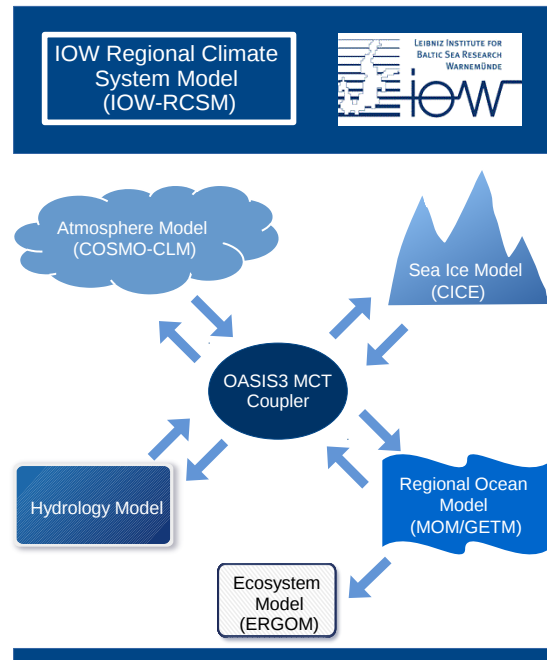 IOW Regional Climate
System Model
(IOW-RCSM)
LEIBNIZ INSTITUTE FOR
BALTIC SEA RESEARCH
WARNEMÜNDE
iow
Atmosphere Model
(COSMO-CLM)
Sea Ice Model
(CICE)
OASIS3 MCT
Coupler
Hydrology Model
Regional Ocean
Model
(MOM/GETM)
Ecosystem
Model
(ERGOM)